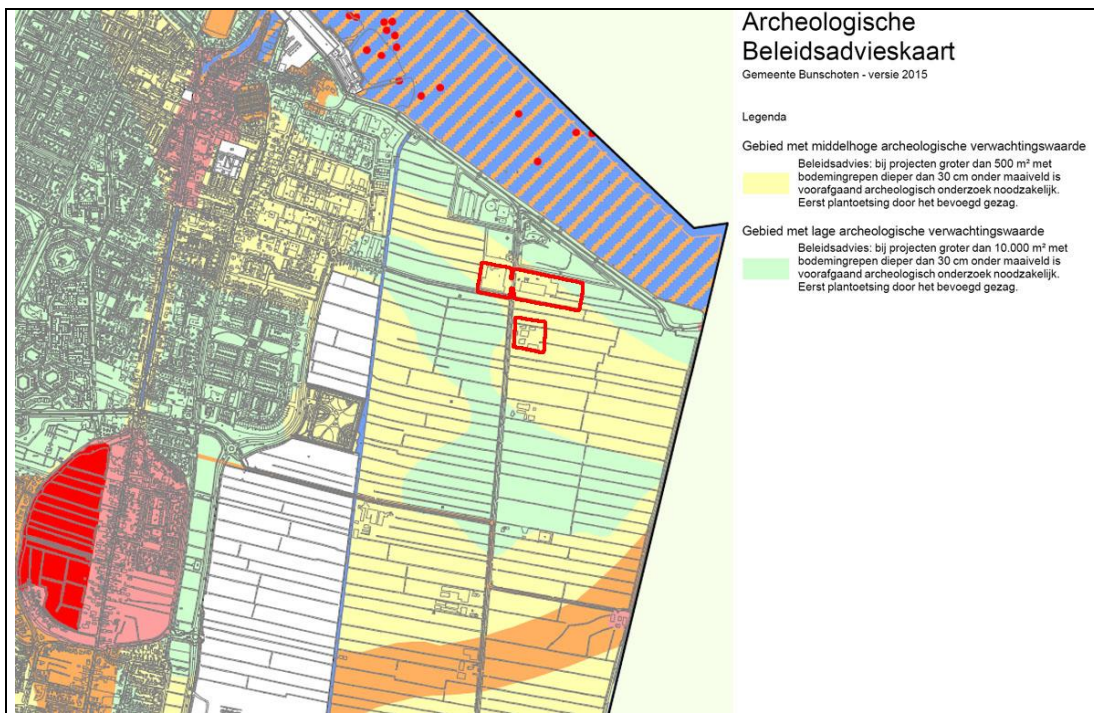 Archeologische
Beleidsadvieskaart
Gemeente Bunschoten - versie 2015
Legenda
Gebied met middelhoge archeologische verwachtingswaarde
Beleidsadvies: bij projecten groter dan 500 m² met
bodemingrepen dieper dan 30 cm onder maaiveld is
voorafgaand archeologisch onderzoek noodzakelijk.
Eerst plantoetsing door het bevoegd gezag.
Gebied met lage archeologische verwachtingswaarde
Beleidsadvies: bij projecten groter dan 10.000 m² met
bodemingrepen dieper dan 30 cm onder maaiveld is
voorafgaand archeologisch onderzoek noodzakelijk.
Eerst plantoetsing door het bevoegd gezag.